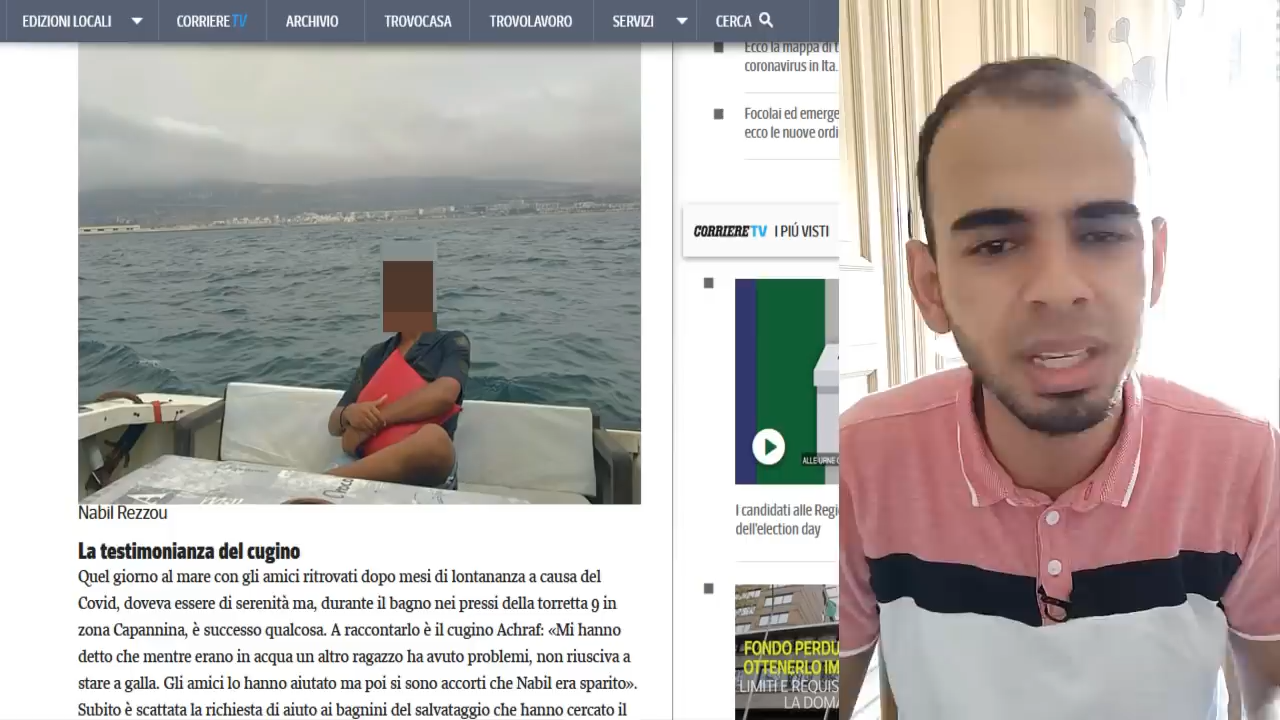 EDIZIONI LOCALI
CORRIERETV
ARCHIVIO
TROVOCASA
TROVOLAVORO
SERVIZI
CERCA
Nabil Rezzou
La testimonianza del cugino
Quel giorno al mare con gli amici ritrovati dopo mesi di lontananza a causa del
Covid, doveva essere di serenità ma, durante il bagno nei pressi della torretta 9 in
zona Capannina, è successo qualcosa. A raccontarlo è il cugino Achraf: «Mi hanno
detto che mentre erano in acqua un altro ragazzo ha avuto problemi, non riusciva a
stare a galla. Gli amici lo hanno aiutato ma poi si sono accorti che Nabil era sparito».
Subito è scattata la richiesta di aiuto ai bagnini del salvataggio che hanno cercato il
Ecco la mappa di
coronavirus in Ita.
Focolai ed emerge
ecco le nuove ordi
CORRIERETV I PIÚ VISTI
ALLE URNE
I candidati alle Regi
dell'election day
FONDO PERDU
OTTENERLO IM
LIMITI E REQUIS
LA DOMA